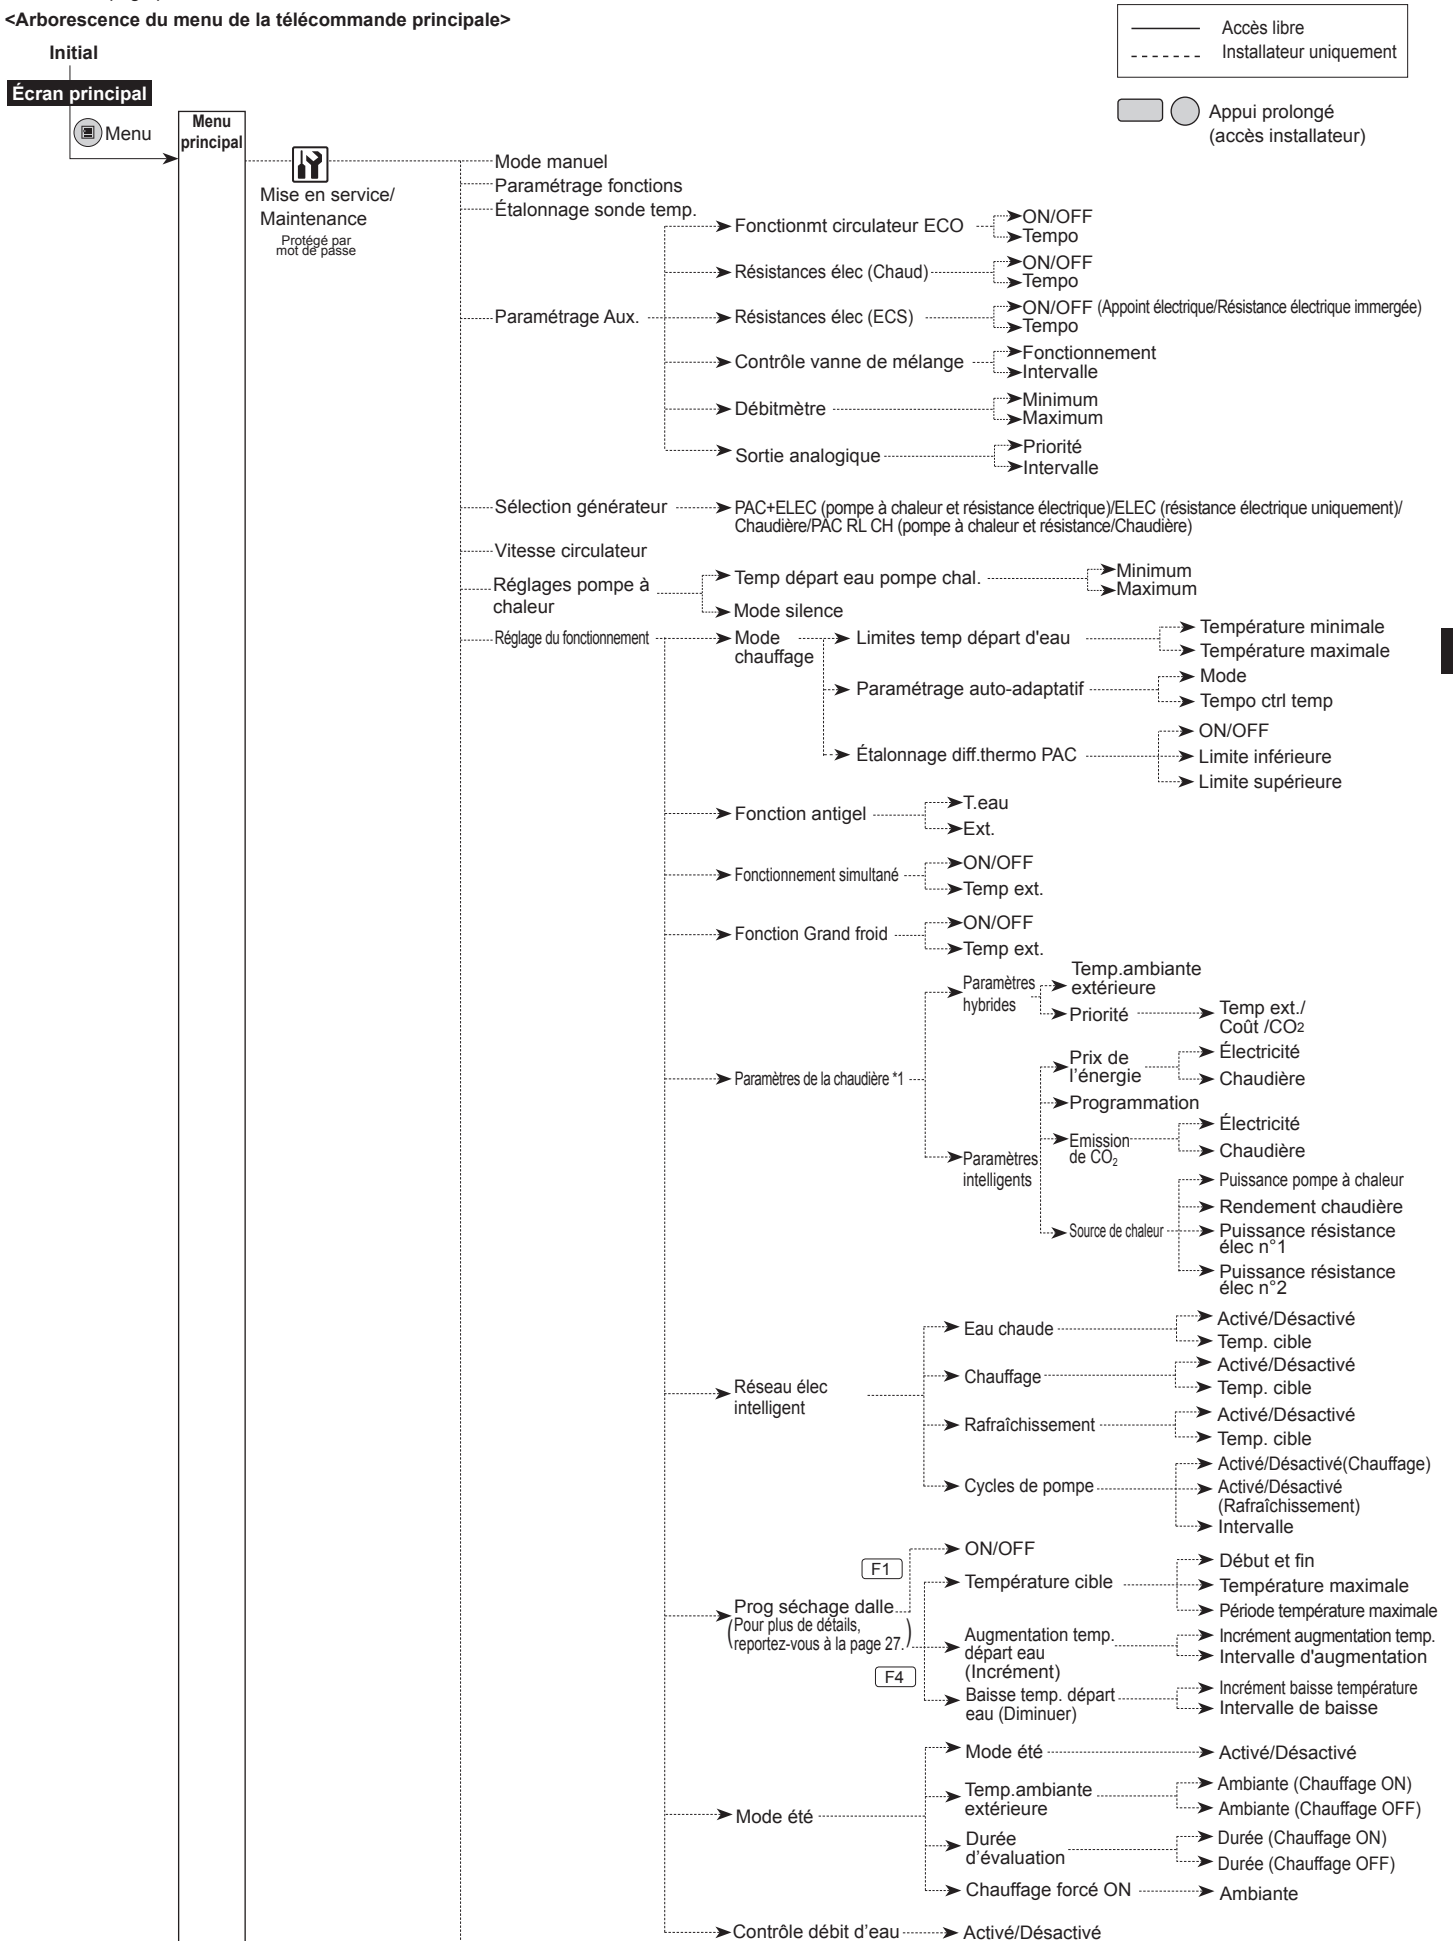 <Arborescence du menu de la télécommande principale>
Accès libre
Installateur uniquement
Appui prolongé
(accès installateur)
Initial
Écran principal
Menu
Menu
principal
Mise en service/
Maintenance
Protégé par
mot de passe
Mode manuel
Paramétrage fonctions
Étalonnage sonde temp.
Paramétrage Aux.
Fonctionmt circulateur ECO
ON/OFF
Tempo
Résistances élec (Chaud)
ON/OFF
Tempo
Résistances élec (ECS)
ON/OFF (Appoint électrique/Résistance électrique immergée)
Tempo
Contrôle vanne de mélange
Fonctionnement
Intervalle
Débitmètre
Minimum
Maximum
Sortie analogique
Priorité
Intervalle
Sélection générateur
PAC+ELEC (pompe à chaleur et résistance électrique)/ELEC (résistance électrique uniquement)/
Chaudière/PAC RL CH (pompe à chaleur et résistance/Chaudière)
Vitesse circulateur
Réglages pompe à
chaleur
Temp départ eau pompe chal.
Minimum
Maximum
Mode silence
Réglage du fonctionnement
Mode
chauffage
Limites temp départ d'eau
Température minimale
Température maximale
Paramétrage auto-adaptatif
Mode
Tempo ctrl temp
Étalonnage diff.thermo PAC
ON/OFF
Limite inférieure
Limite supérieure
Fonction antigel
T.eau
Ext.
Fonctionnement simultané
ON/OFF
Temp ext.
Fonction Grand froid
ON/OFF
Temp ext.
Paramètres de la chaudière *1
Paramètres
hybrides
Temp.ambiante
extérieure
Priorité
Temp ext./
Coût /CO2
Paramètres
intelligents
Prix de
l'énergie
Électricité
Chaudière
Programmation
Emission
de CO2
Électricité
Chaudière
Source de chaleur
Puissance pompe à chaleur
Rendement chaudière
Puissance résistance
élec n°1
Puissance résistance
élec n°2
Réseau élec
intelligent
Eau chaude
Activé/Désactivé
Temp. cible
Chauffage
Activé/Désactivé
Temp. cible
Rafraîchissement
Activé/Désactivé
Temp. cible
Cycles de pompe
Activé/Désactivé(Chauffage)
Activé/Désactivé
(Rafraîchissement)
Intervalle
Prog séchage dalle
(Pour plus de détails,
reportez-vous à la page 27.)
F1
ON/OFF
F4
Température cible
Début et fin
Température maximale
Période température maximale
Augmentation temp.
départ eau
(Incrément)
Incrément augmentation temp.
Intervalle d'augmentation
Baisse temp. départ
eau (Diminuer)
Incrément baisse température
Intervalle de baisse
Mode été
Mode été
Activé/Désactivé
Temp.ambiante
extérieure
Ambiante (Chauffage ON)
Ambiante (Chauffage OFF)
Durée
d'évaluation
Durée (Chauffage ON)
Durée (Chauffage OFF)
Chauffage forcé ON
Ambiante
Contrôle débit d'eau
Activé/Désactivé